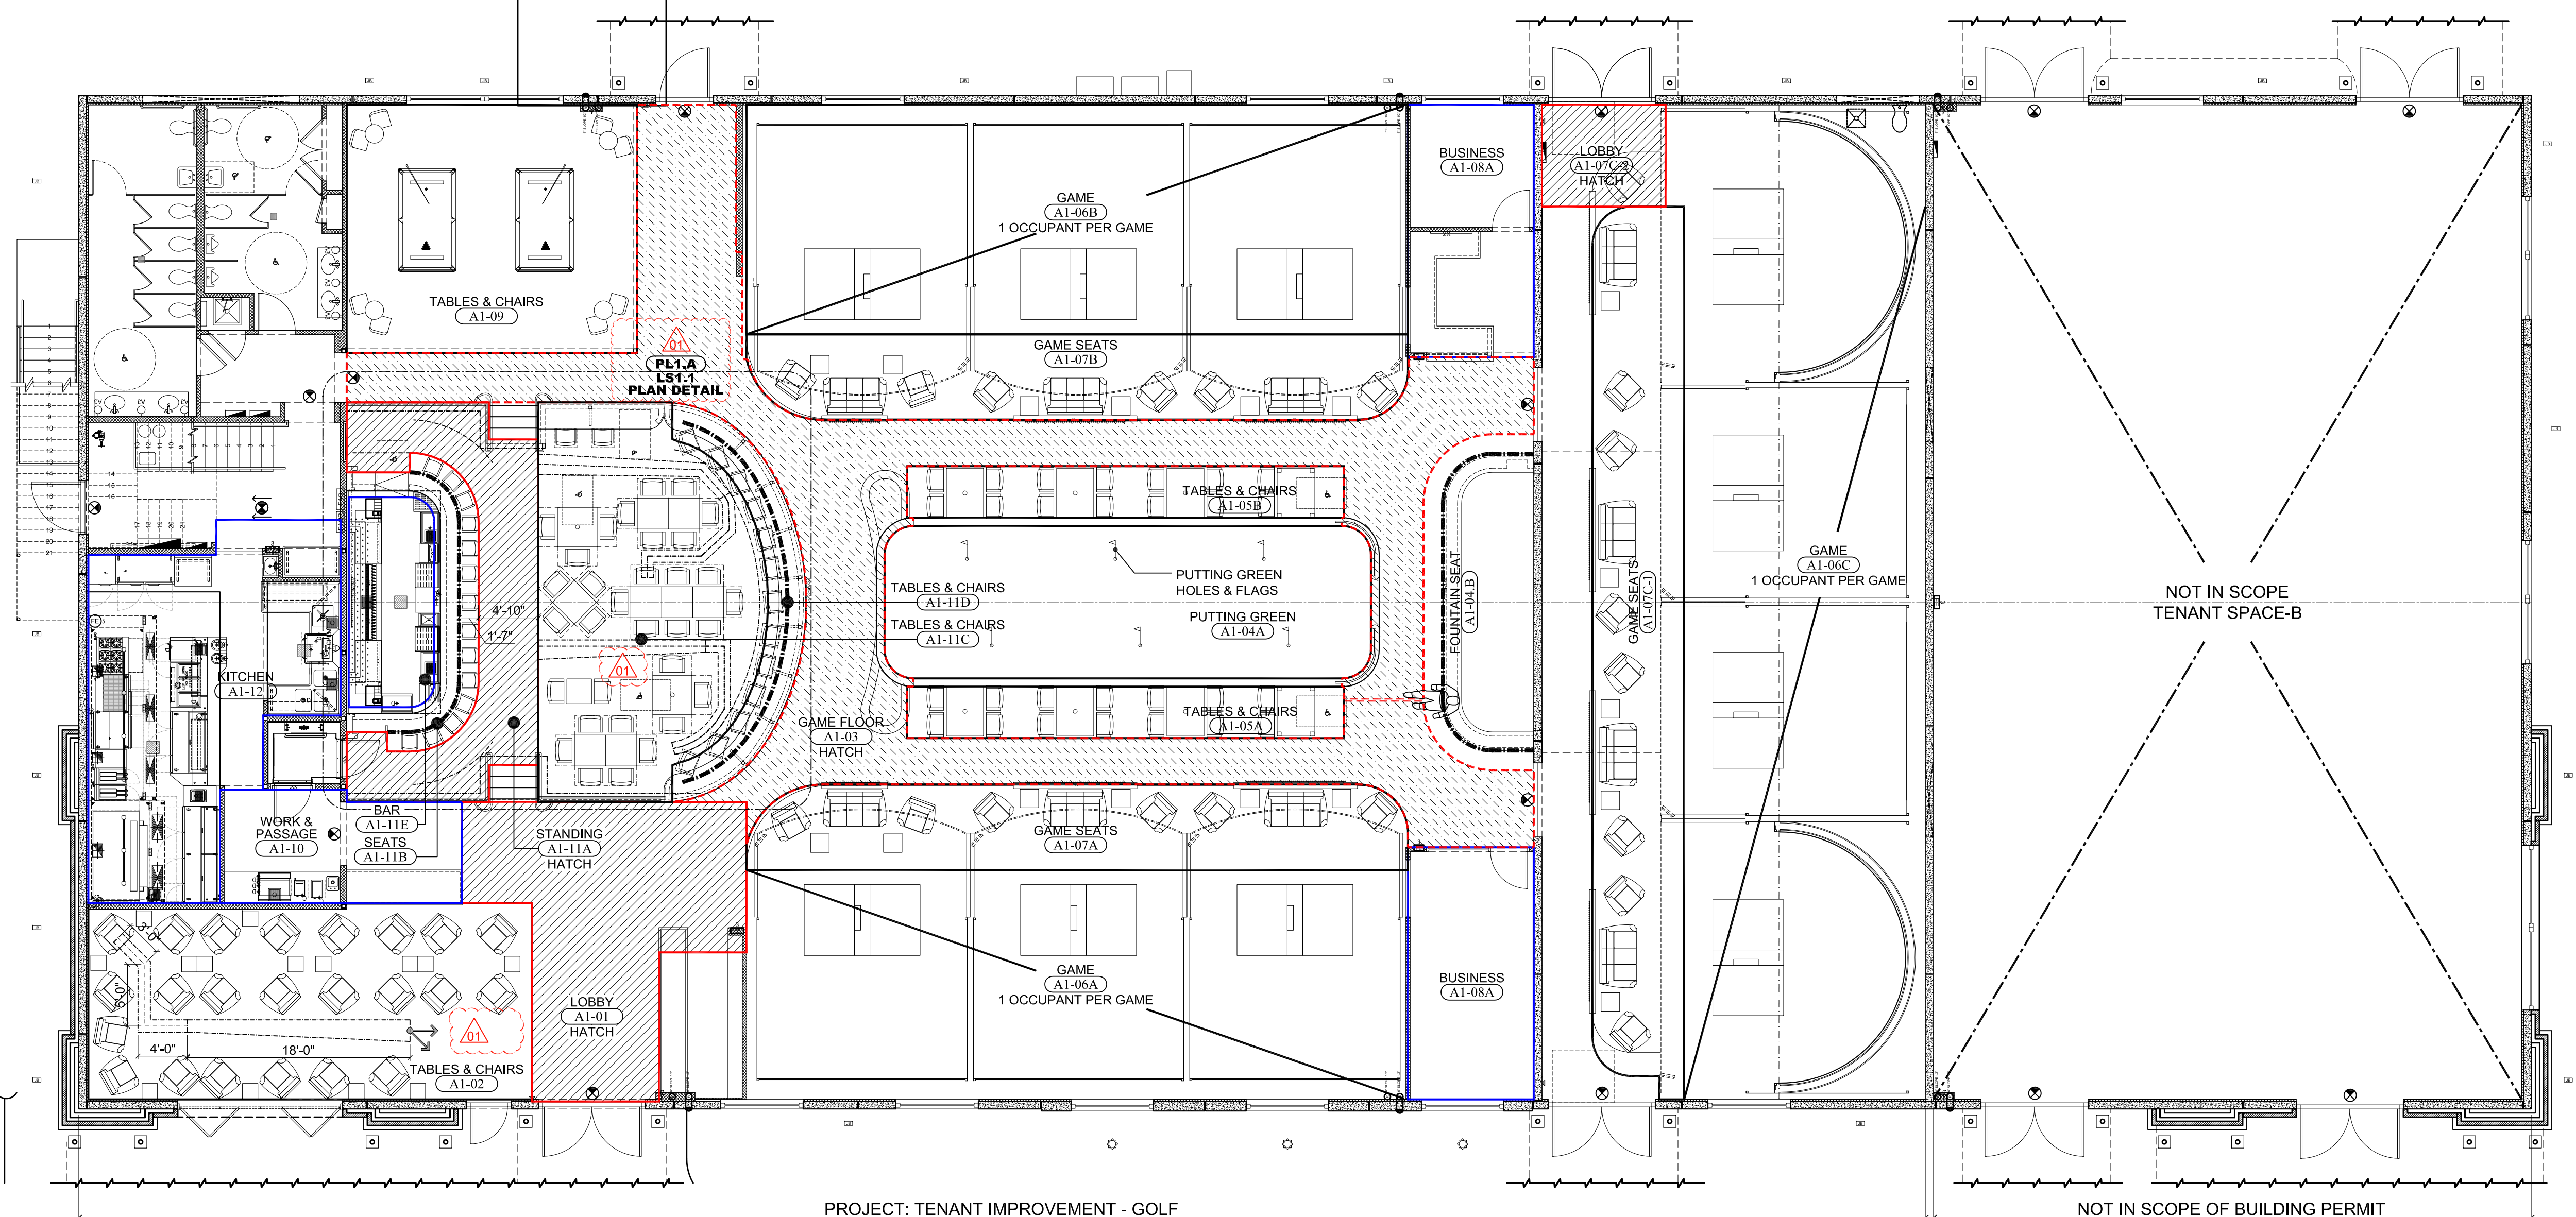 LOBBY
A1-07C-2
HATCH
BUSINESS
A1-08A
GAME
A1-06B
1 OCCUPANT PER GAME
TABLES & CHAIRS
A1-09
01
PL1.A
LS1.1
PLAN DETAIL
GAME SEATS
A1-07B
TABLES & CHAIRS
A1-05B
PUTTING GREEN
HOLES & FLAGS
PUTTING GREEN
A1-04A
FOUNTAIN SEAT
A1-04.B
GAME SEATS
A1-07C-1
GAME
A1-06C
1 OCCUPANT PER GAME
NOT IN SCOPE
TENANT SPACE-B
TABLES & CHAIRS
A1-11D
TABLES & CHAIRS
A1-11C
4'-10"
1'-7"
01
KITCHEN
A1-12
TABLES & CHAIRS
A1-05A
GAME FLOOR
A1-03
HATCH
BAR
A1-11E
SEATS
A1-11B
WORK &
PASSAGE
A1-10
STANDING
A1-11A
HATCH
GAME SEATS
A1-07A
GAME
A1-06A
1 OCCUPANT PER GAME
BUSINESS
A1-08A
LOBBY
A1-01
HATCH
3'-0"
5'-0"
4'-0"
18'-0"
01
TABLES & CHAIRS
A1-02
PROJECT: TENANT IMPROVEMENT - GOLF
NOT IN SCOPE OF BUILDING PERMIT